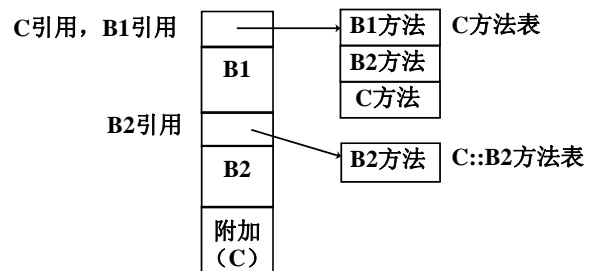 C引用，B1引用
B1方法
C方法表
B1
B2方法
C方法
B2引用
B2方法
C::B2方法表
B2
附加
（C）